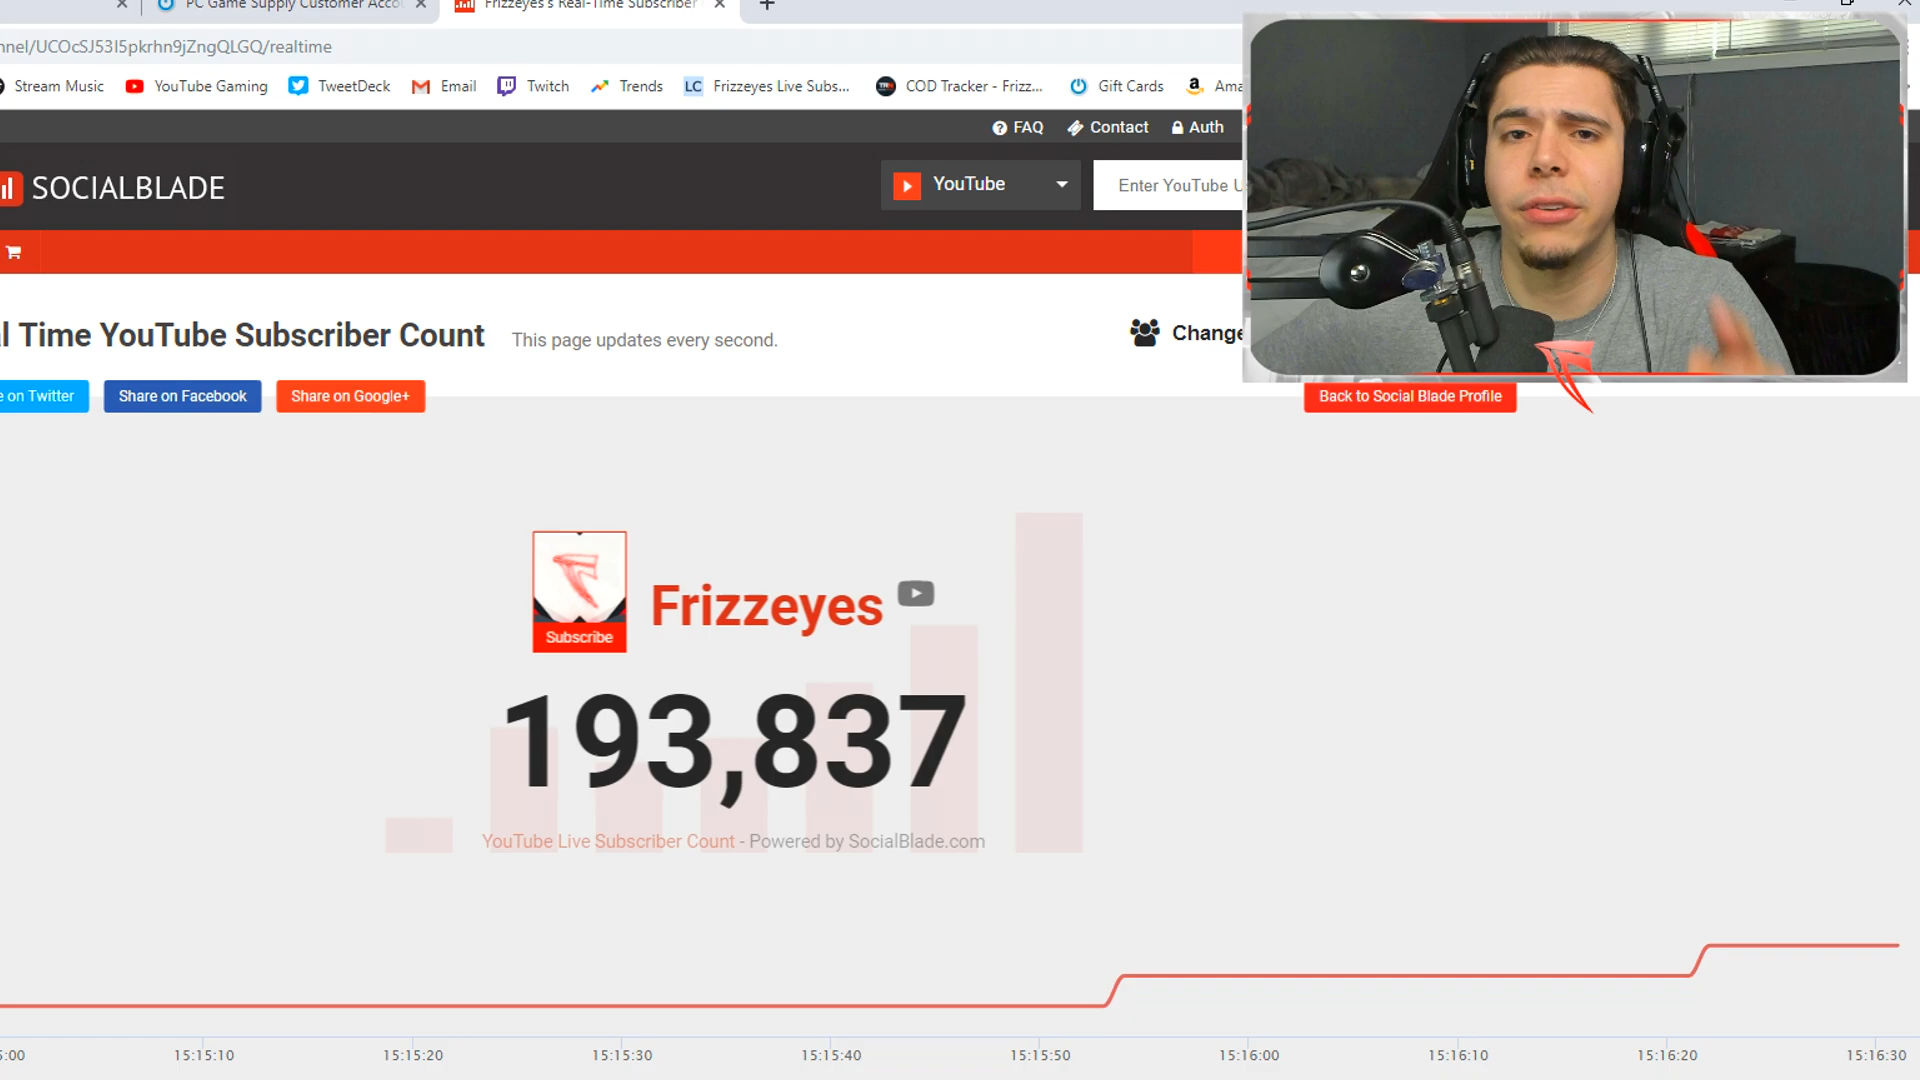 PC Game Supply Customer Acco
Frizzeyes's Real-Time Subscriber
nnel/UCOcSJ53I5pkrhn9jZngQLGQ/realtime
Stream Music
YouTube Gaming
TweetDeck
Email
Twitch
Trends
LC Frizzeyes Live Subs...
COD Tracker - Frizz...
Gift Cards
Ama
FAQ
Contact
Auth
SOCIALBLADE
YouTube
Enter YouTube U
l Time YouTube Subscriber Count
This page updates every second.
Change
e on Twitter
Share on Facebook
Share on Google+
Back to Social Blade Profile
Subscribe
Frizzeyes
193,837
YouTube Live Subscriber Count - Powered by SocialBlade.com
5:00
15:15:10
15:15:20
15:15:30
15:15:40
15:15:50
15:16:00
15:16:10
15:16:20
15:16:30